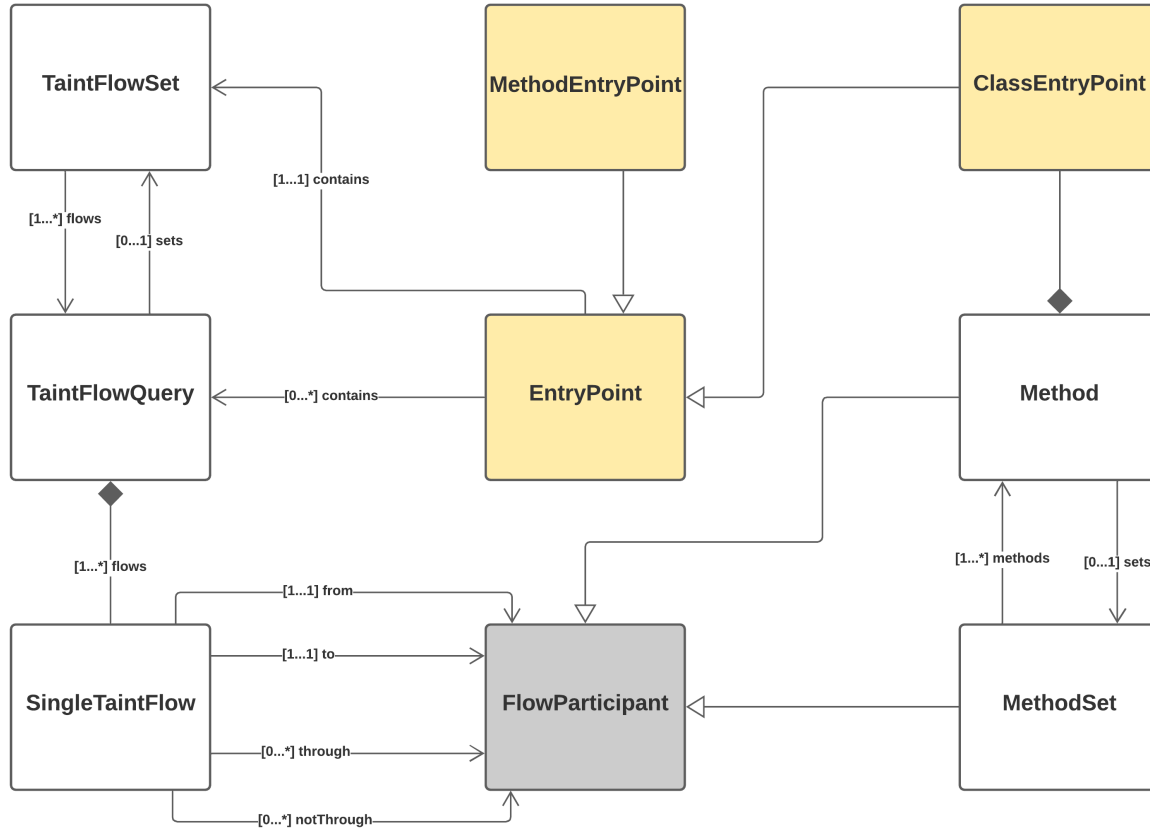 TaintFlowSet
MethodEntryPoint
ClassEntryPoint
[1...1] contains
[1...*] flows
[0...1] sets
TaintFlowQuery
[0...*] contains
EntryPoint
Method
[1...*] flows
[1...*] methods
[0...1] sets
[1...1] from
[1...1] to
SingleTaintFlow
FlowParticipant
MethodSet
[0...*] through
[0...*] notThrough